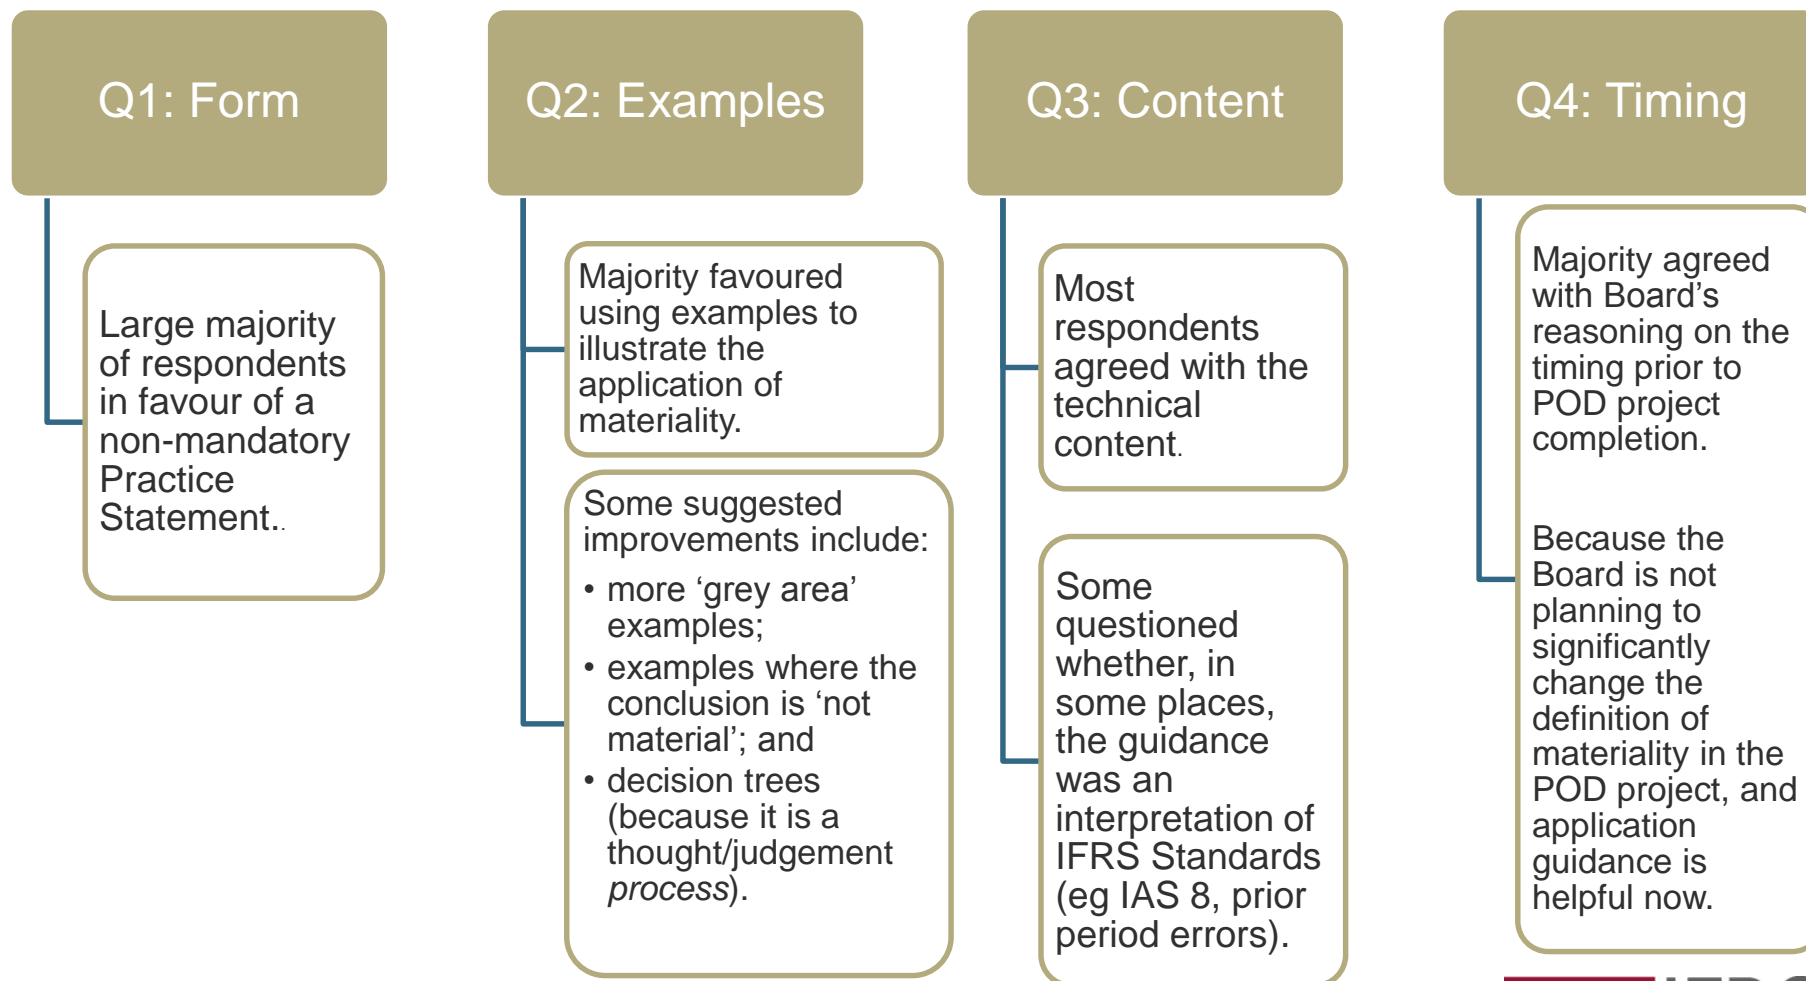 Q1: Form
Large majority
of respondents
in favour of a
non-mandatory
Practice
Statement..
Q2: Examples
Majority favoured
using examples to
illustrate the
application of
materiality.
Some suggested
improvements include:
• more ‘grey area’
examples;
• examples where the
conclusion is ‘not
material’; and
• decision trees
(because it is a
thought/judgement
process).
Q3: Content
Most
respondents
agreed with the
technical
content.
Some
questioned
whether, in
some places,
the guidance
was an
interpretation of
IFRS Standards
(eg IAS 8, prior
period errors).
Q4: Timing
Majority agreed
with Board’s
reasoning on the
timing prior to
POD project
completion.
Because the
Board is not
planning to
significantly
change the
definition of
materiality in the
POD project, and
application
guidance is
helpful now.